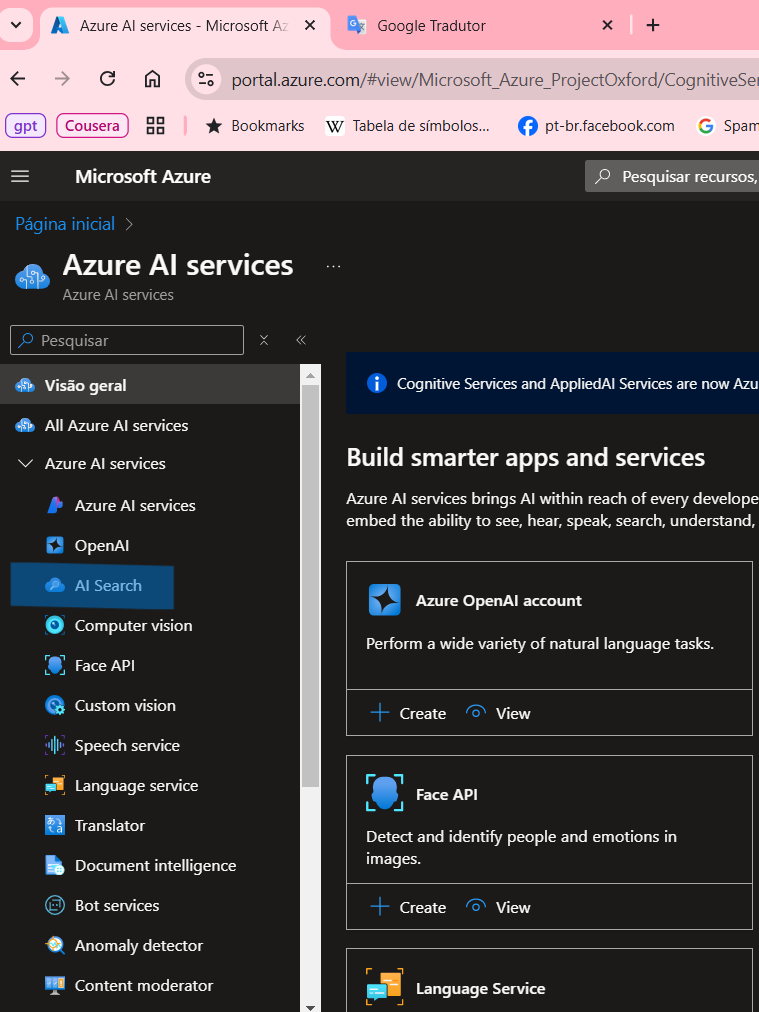 Azure AI services - Microsoft Az
Google Tradutor
portal.azure.com/#view/Microsoft_Azure_ProjectOxford/CognitiveSer
gpt
Cousera
Bookmarks
W Tabela de símbolos...
pt-br.facebook.com
G Spam
Microsoft Azure
Pesquisar recursos,
Página inicial
Azure AI services
...
Azure AI services
Pesquisar
Visão geral
All Azure AI services
Azure AI services
Azure AI services
OpenAI
AI Search
Computer vision
Face API
Custom vision
Speech service
Language service
Translator
Document intelligence
Bot services
Anomaly detector
Content moderator
Cognitive Services and AppliedAI Services are now Azu
Build smarter apps and services
Azure AI services brings AI within reach of every develope
embed the ability to see, hear, speak, search, understand,
Azure OpenAI account
Perform a wide variety of natural language tasks.
Create View
Face API
Detect and identify people and emotions in
images.
Create View
Language Service